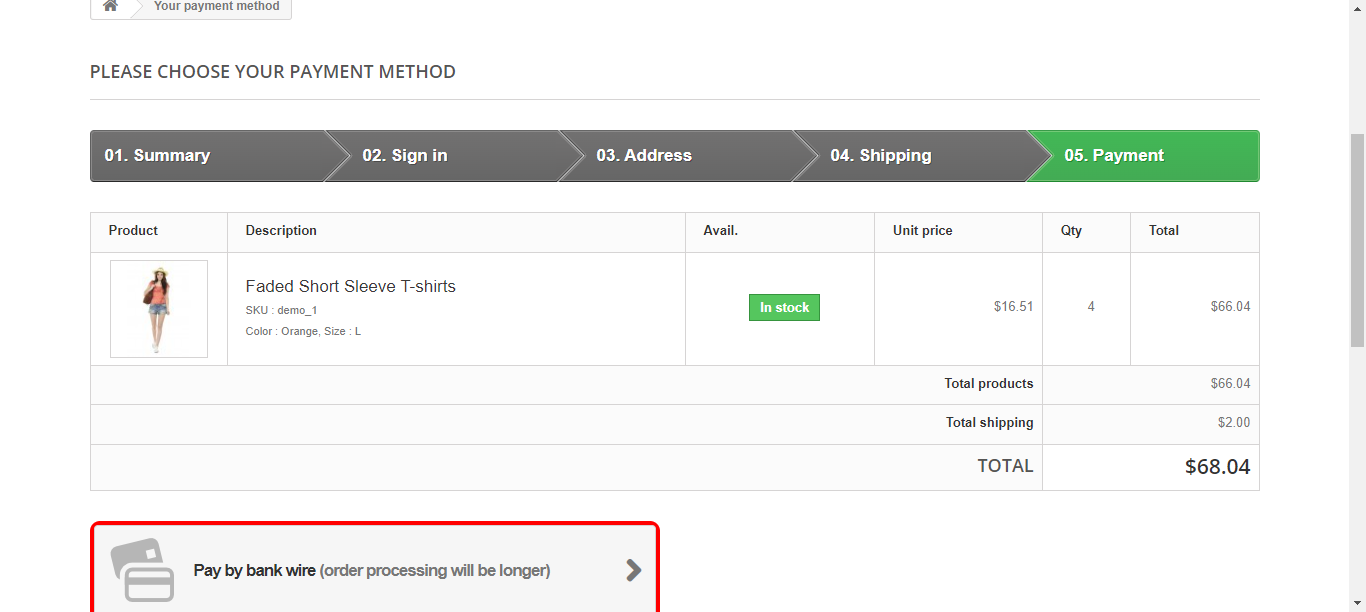 Your payment method
PLEASE CHOOSE YOUR PAYMENT METHOD
01. Summary 02. Sign in 03. Address 04. Shipping 05. Payment
Product Description Avail. Unit price Qty Total
Faded Short Sleeve T-shirts
SKU : demo_1
Color : Orange, Size : L
In stock $16.51 4 $66.04
Total products $66.04
Total shipping $2.00
TOTAL $68.04
Pay by bank wire (order processing will be longer)